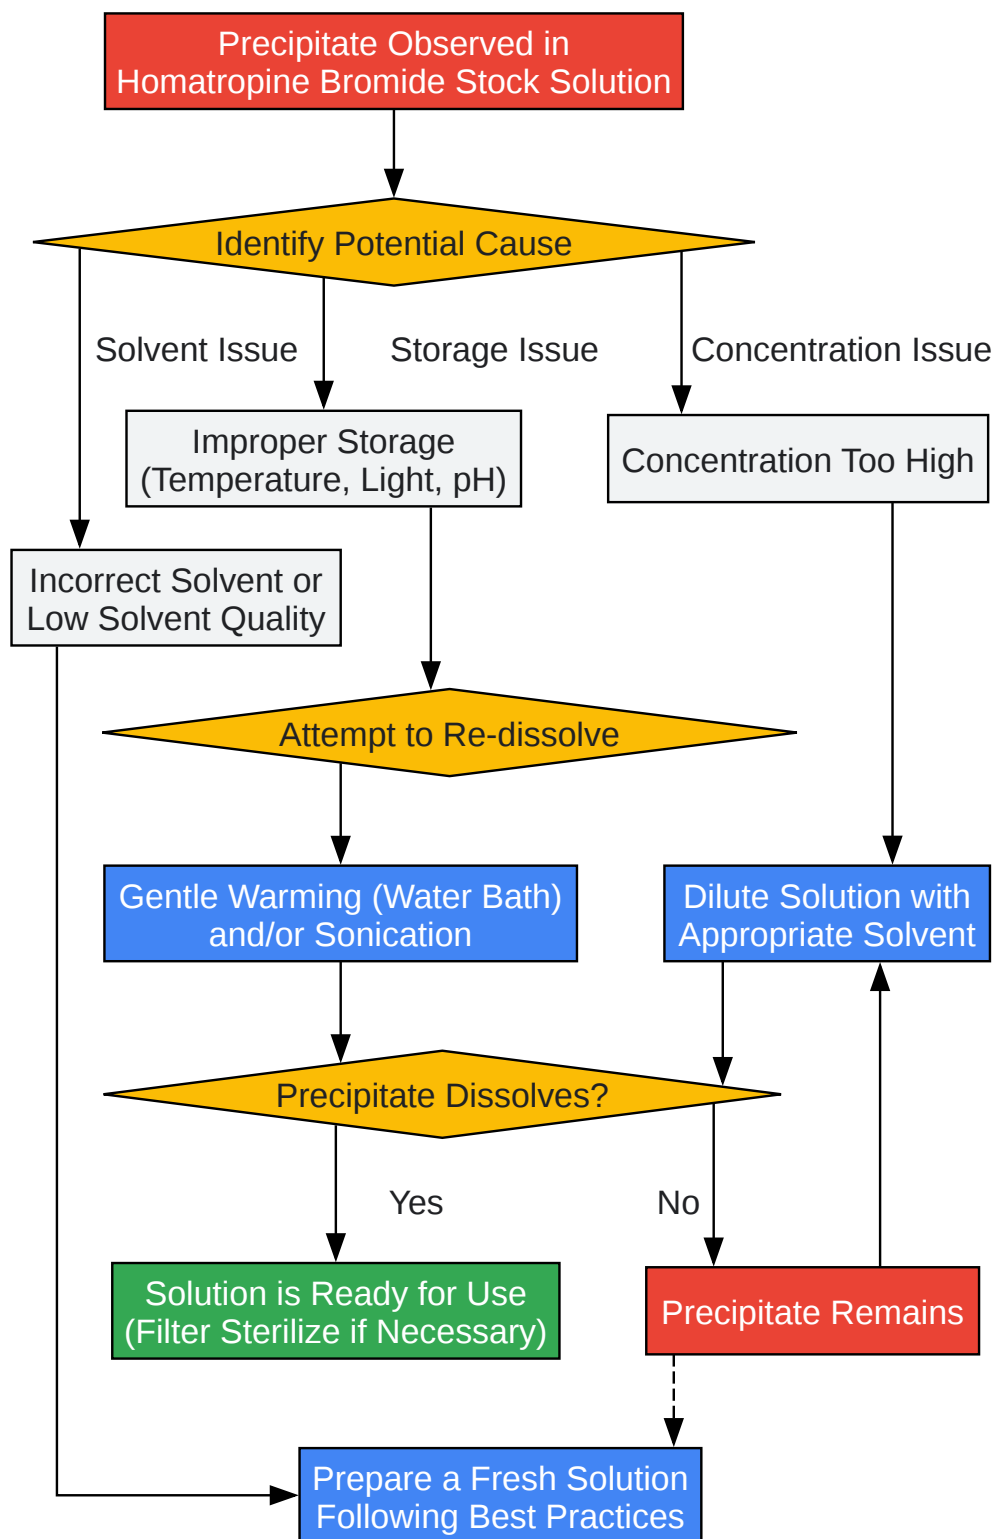 Precipitate Observed in
Homatropine Bromide Stock Solution
Identify Potential Cause
Solvent Issue
Storage Issue
Concentration Issue
Improper Storage
(Temperature, Light, pH)
Concentration Too High
Incorrect Solvent or
Low Solvent Quality
Attempt to Re-dissolve
Gentle Warming (Water Bath)
and/or Sonication
Dilute Solution with
Appropriate Solvent
Precipitate Dissolves?
Yes
No
Solution is Ready for Use
(Filter Sterilize if Necessary)
Precipitate Remains
Prepare a Fresh Solution
Following Best Practices